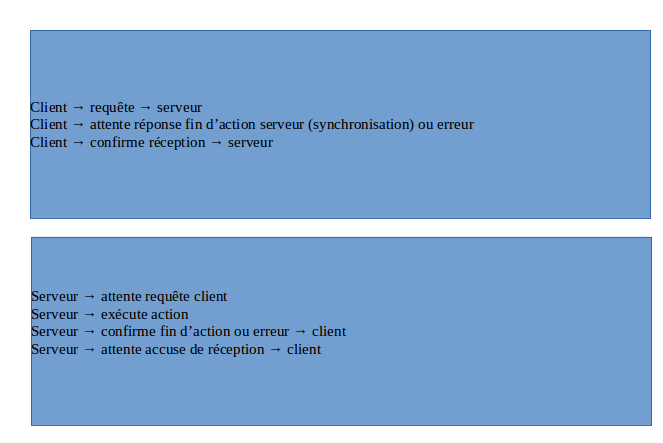 Client → requête → serveur
Client → attente réponse fin d’action serveur (synchronisation) ou erreur
Client → confirme réception → serveur
Serveur → attente requête client
Serveur → exécute action
Serveur → confirme fin d’action ou erreur → client
Serveur → attente accuse de réception → client